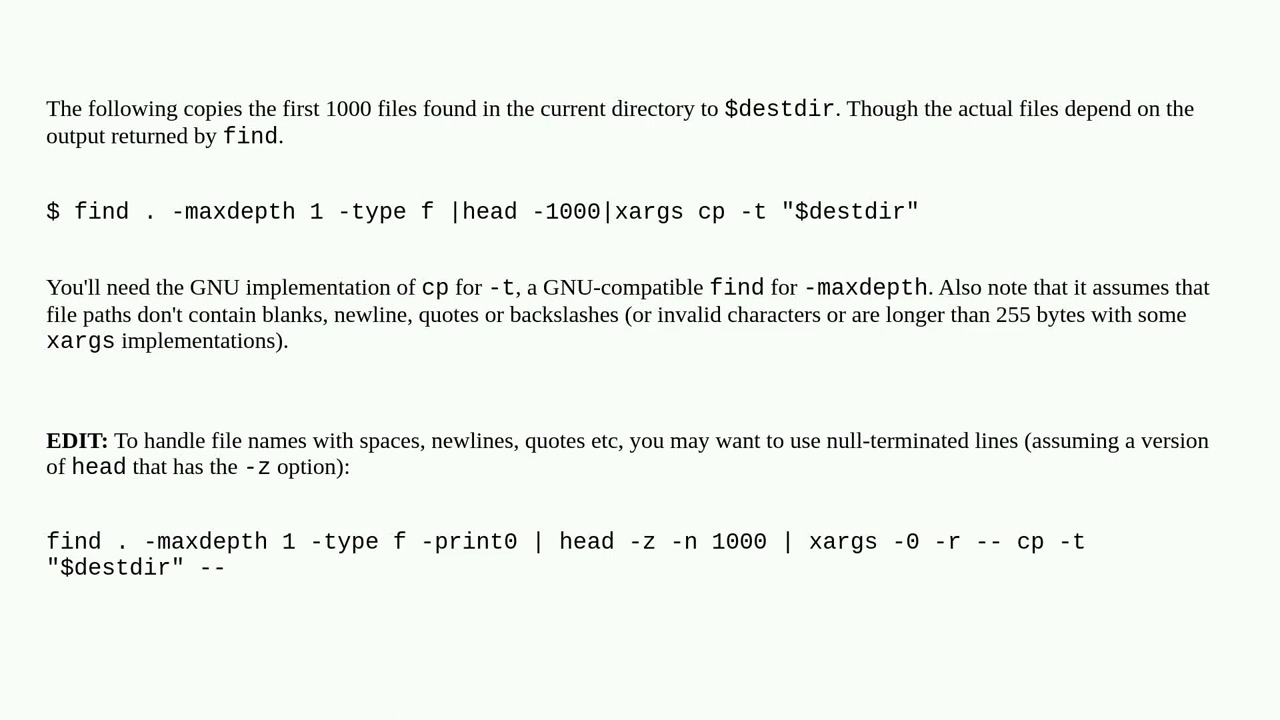 The following copies the first 1000 files found in the current directory to $destdir. Though the actual files depend on the
output returned by find.
$ find . -maxdepth 1 -type f |head -1000|xargs cp -t "$destdir"
You'll need the GNU implementation of cp for -t, a GNU-compatible find for -maxdepth. Also note that it assumes that
file paths don't contain blanks, newline, quotes or backslashes (or invalid characters or are longer than 255 bytes with some
xargs implementations).
EDIT: To handle file names with spaces, newlines, quotes etc, you may want to use null-terminated lines (assuming a version
of head that has the -z option):
find . -maxdepth 1 -type f -print0 | head -z -n 1000 | xargs -0 -r -- cp -t
"$destdir" --